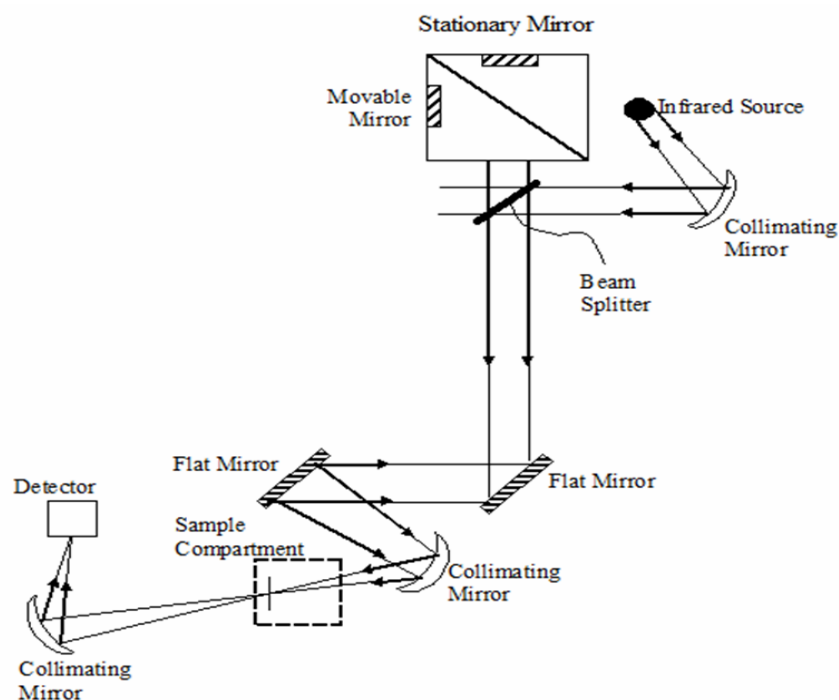 Stationary Mirror
Movable
Mirror
Infrared Source
Collimating
Mirror
Beam
Splitter
Flat Mirror
Flat Mirror
Detector
Sample
Compartment
Collimating
Mirror
Collimating
Mirror